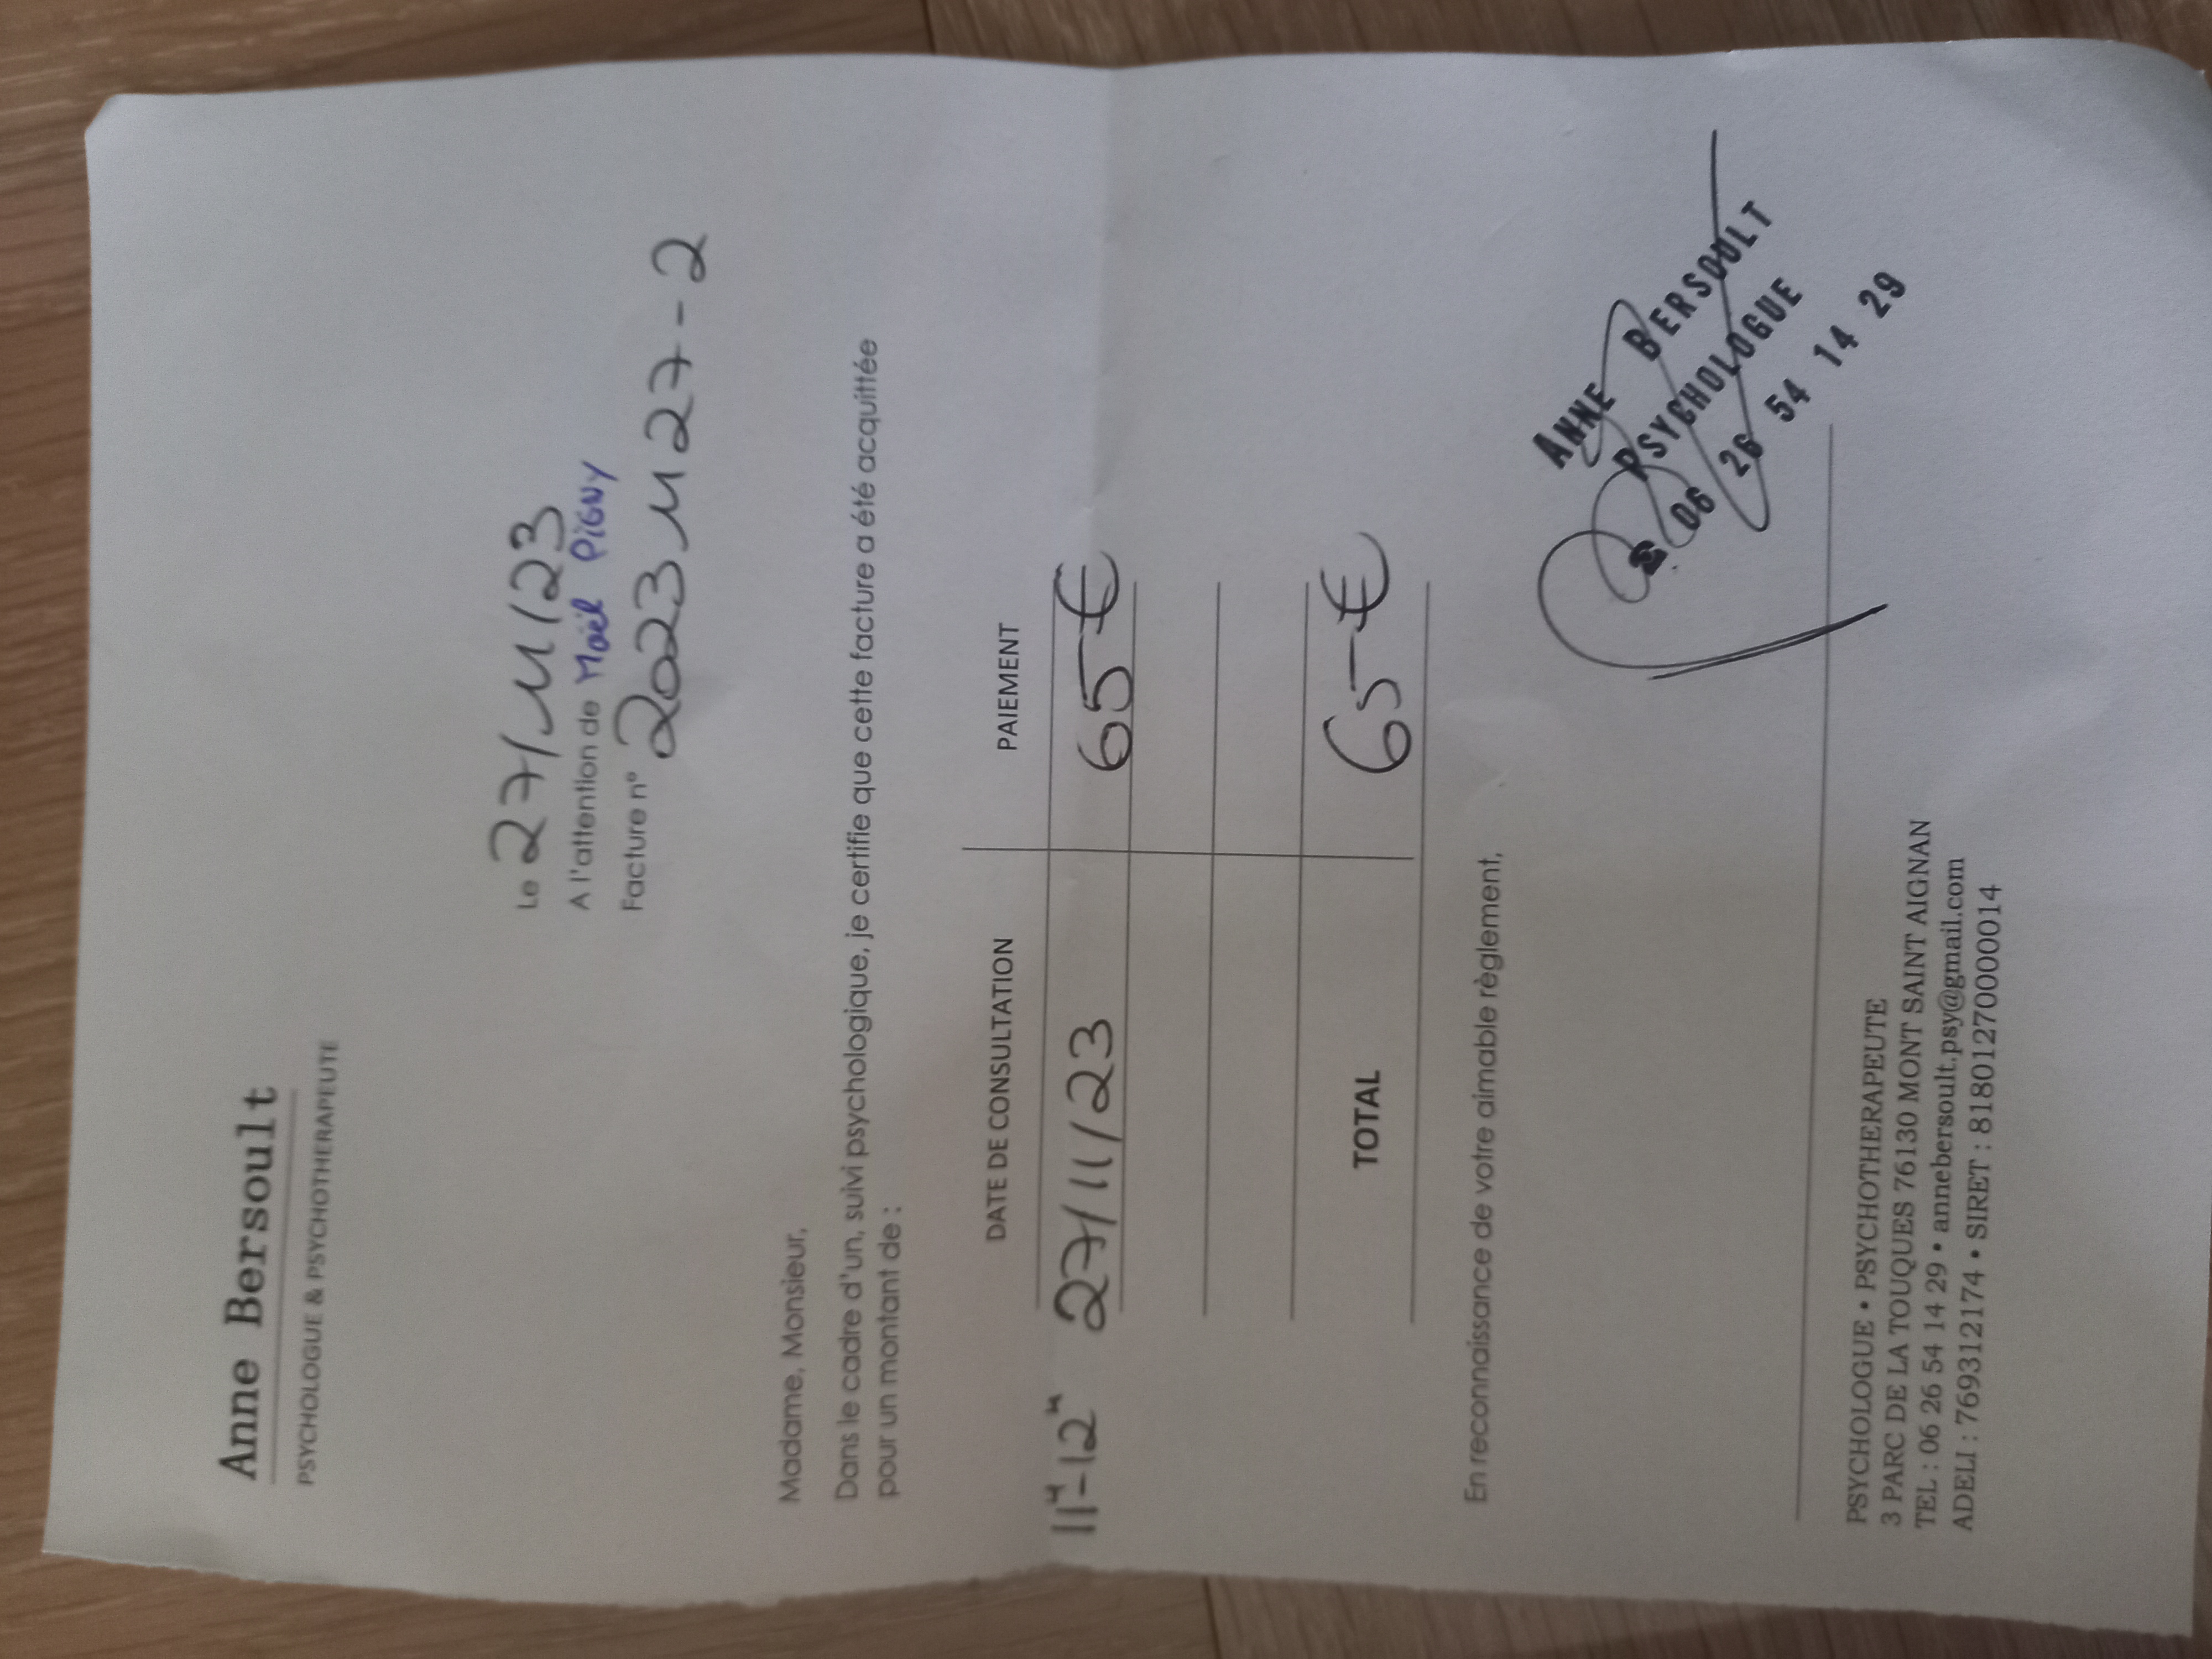 Anne Bersoult
PSYCHOLOGUE & PSYCHOTHERAPEUTE
Le 27/11/23
A l'attention de Maël PIGNY
Facture n° 20231127-2
Madame, Monsieur,
Dans le cadre d'un, suivi psychologique, je certifie que cette facture a été acquittée
pour un montant de :
DATE DE CONSULTATION PAIEMENT
11H-12H 27/11/23 65€
TOTAL 65€
En reconnaissance de votre aimable règlement,
ANNE BERSOULT
PSYCHOLOGUE
☎ 06 26 54 14 29
PSYCHOLOGUE • PSYCHOTHERAPEUTE
3 PARC DE LA TOUQUES 76130 MONT SAINT AIGNAN
TEL : 06 26 54 14 29 • annebersoult.psy@gmail.com
ADELI : 769312174 • SIRET : 81801270000014